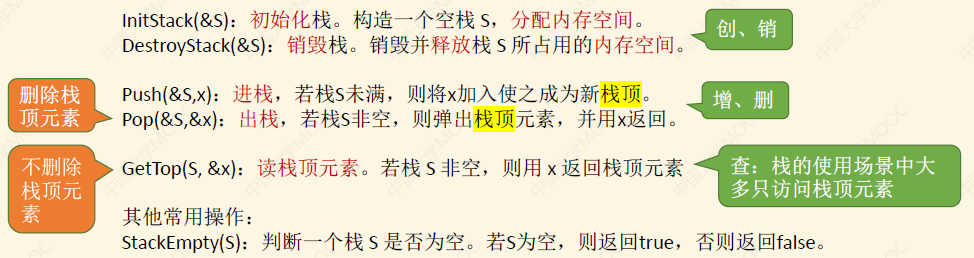 InitStack(&S)：初始化栈。构造一个空栈 S，分配内存空间。
DestroyStack(&S)：销毁栈。销毁并释放栈 S 所占用的内存空间。
创、销
删除栈
顶元素
Push(&S,x)：进栈，若栈S未满，则将x加入使之成为新栈顶。
Pop(&S,&x)：出栈，若栈S非空，则弹出栈顶元素，并用x返回。
增、删
不删除
栈顶元
素
GetTop(S, &x)：读栈顶元素。若栈 S 非空，则用 x 返回栈顶元素
查：栈的使用场景中大
多只访问栈顶元素
其他常用操作：
StackEmpty(S)：判断一个栈 S 是否为空。若S为空，则返回true，否则返回false。